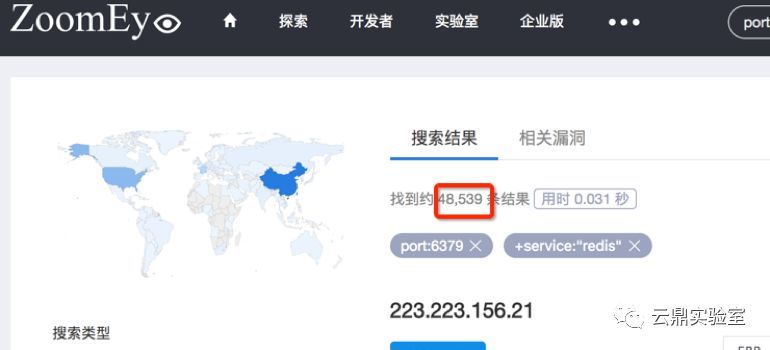 ZoomEye
探索 开发者 实验室 企业版 •••
port
搜索结果 相关漏洞
找到约 48,539 条结果 用时 0.031 秒
port:6379 × +service:"redis" ×
223.223.156.21
云鼎实验室
搜索类型